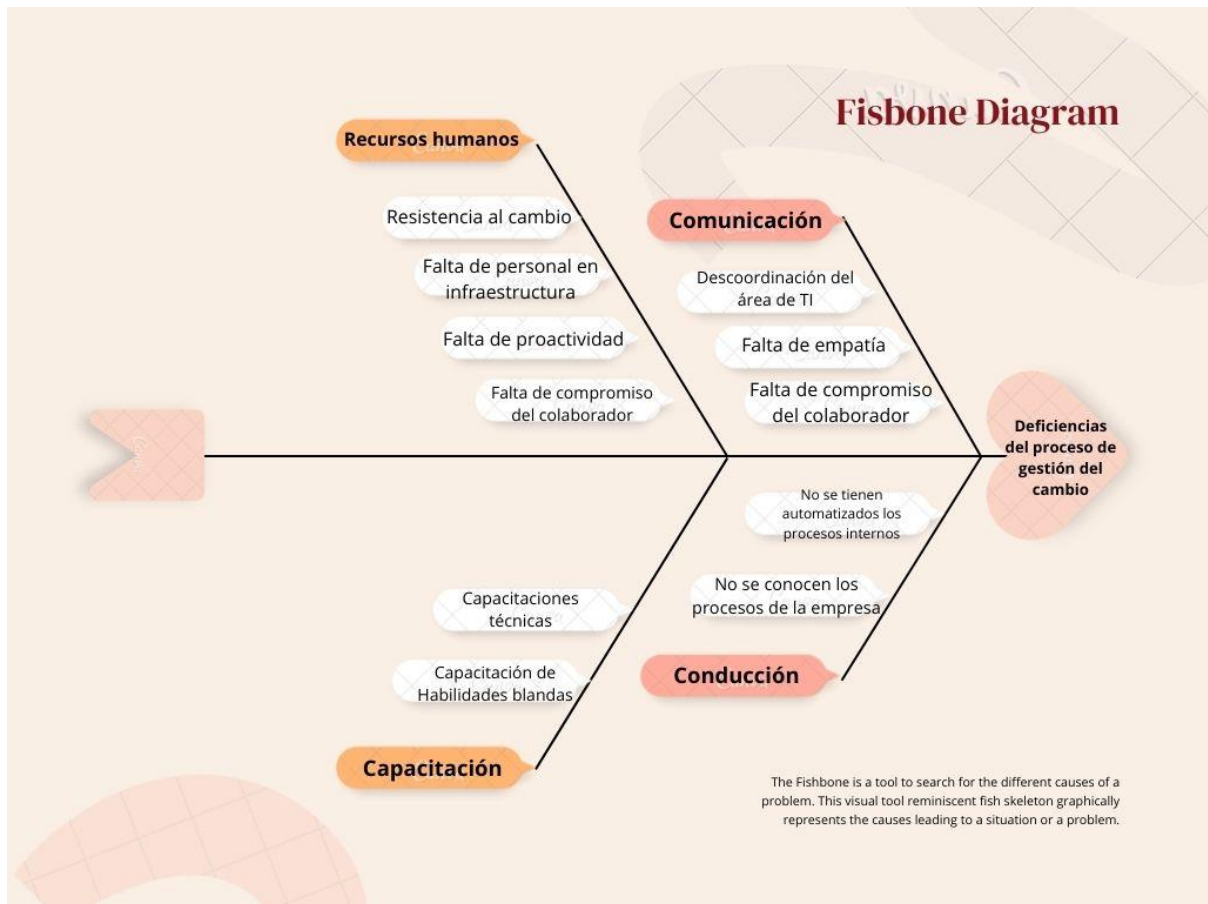 Fisbone Diagram
Recursos humanos
Resistencia al cambio
Falta de personal en
infraestructura
Falta de proactividad
Falta de compromiso
del colaborador
Comunicación
Descoordinación del
área de TI
Falta de empatía
Falta de compromiso
del colaborador
Deficiencias
del proceso de
gestión del
cambio
No se tienen
automatizados los
procesos internos
No se conocen los
procesos de la empresa
Conducción
Capacitaciones
técnicas
Capacitación de
Habilidades blandas
Capacitación
The Fishbone is a tool to search for the different causes of a
problem. This visual tool reminiscent fish skeleton graphically
represents the causes leading to a situation or a problem.